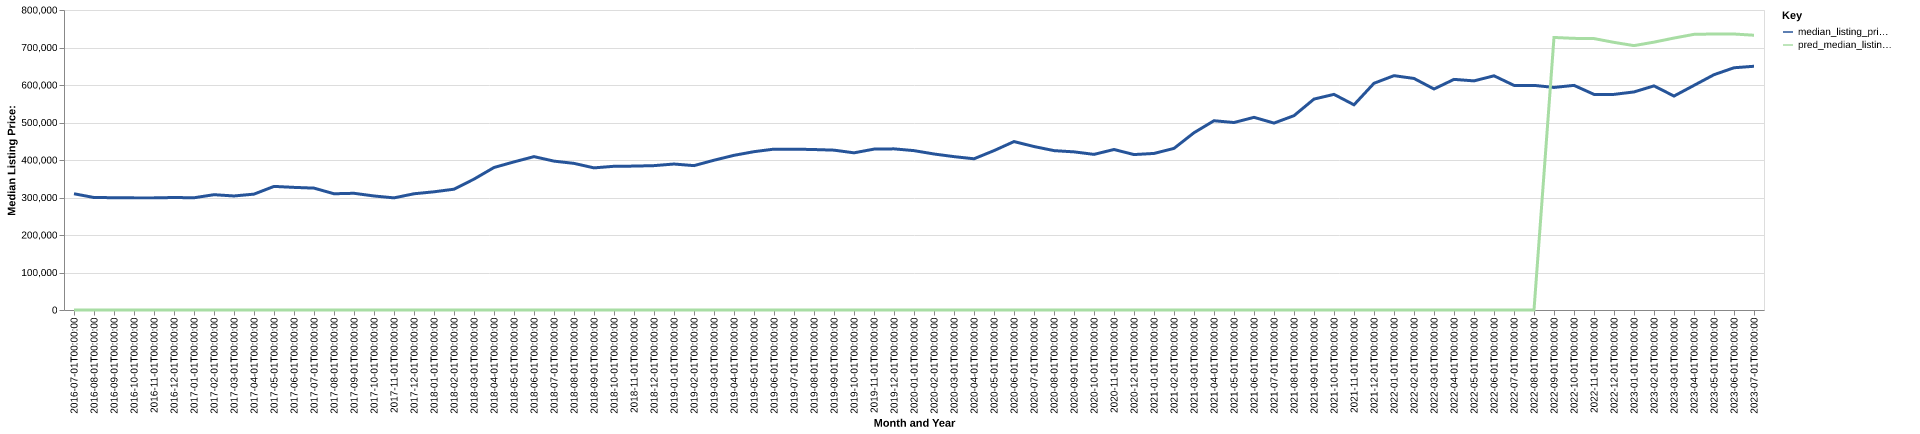 800,000
700,000
600,000
500,000
400,000
300,000
200,000
100,000
0
Median Listing Price:
2016-07-01T00:00:00
2016-08-01T00:00:00
2016-09-01T00:00:00
2016-10-01T00:00:00
2016-11-01T00:00:00
2016-12-01T00:00:00
2017-01-01T00:00:00
2017-02-01T00:00:00
2017-03-01T00:00:00
2017-04-01T00:00:00
2017-05-01T00:00:00
2017-06-01T00:00:00
2017-07-01T00:00:00
2017-08-01T00:00:00
2017-09-01T00:00:00
2017-10-01T00:00:00
2017-11-01T00:00:00
2018-01-01T00:00:00
2018-02-01T00:00:00
2018-03-01T00:00:00
2018-04-01T00:00:00
2018-05-01T00:00:00
2018-06-01T00:00:00
2018-07-01T00:00:00
2018-08-01T00:00:00
2018-09-01T00:00:00
2018-10-01T00:00:00
2018-11-01T00:00:00
2018-12-01T00:00:00
2019-01-01T00:00:00
2019-02-01T00:00:00
2019-03-01T00:00:00
2019-04-01T00:00:00
2019-05-01T00:00:00
2019-06-01T00:00:00
2019-07-01T00:00:00
2019-08-01T00:00:00
2019-09-01T00:00:00
2019-10-01T00:00:00
2019-11-01T00:00:00
2019-12-01T00:00:00
2020-01-01T00:00:00
2020-02-01T00:00:00
2020-03-01T00:00:00
2020-04-01T00:00:00
2020-05-01T00:00:00
2020-06-01T00:00:00
2020-07-01T00:00:00
2020-08-01T00:00:00
2020-09-01T00:00:00
2020-10-01T00:00:00
2020-11-01T00:00:00
2020-12-01T00:00:00
2021-01-01T00:00:00
2021-02-01T00:00:00
2021-03-01T00:00:00
2021-04-01T00:00:00
2021-05-01T00:00:00
2021-06-01T00:00:00
2021-07-01T00:00:00
2021-08-01T00:00:00
2021-09-01T00:00:00
2021-10-01T00:00:00
2021-11-01T00:00:00
2021-12-01T00:00:00
2022-01-01T00:00:00
2022-02-01T00:00:00
2022-03-01T00:00:00
2022-04-01T00:00:00
2022-05-01T00:00:00
2022-06-01T00:00:00
2022-07-01T00:00:00
2022-08-01T00:00:00
2022-09-01T00:00:00
2022-10-01T00:00:00
2022-11-01T00:00:00
2022-12-01T00:00:00
2023-01-01T00:00:00
2023-02-01T00:00:00
2023-03-01T00:00:00
2023-04-01T00:00:00
2023-05-01T00:00:00
2023-06-01T00:00:00
2023-07-01T00:00:00
Month and Year
Key
median_listing_pri…
pred_median_listin…